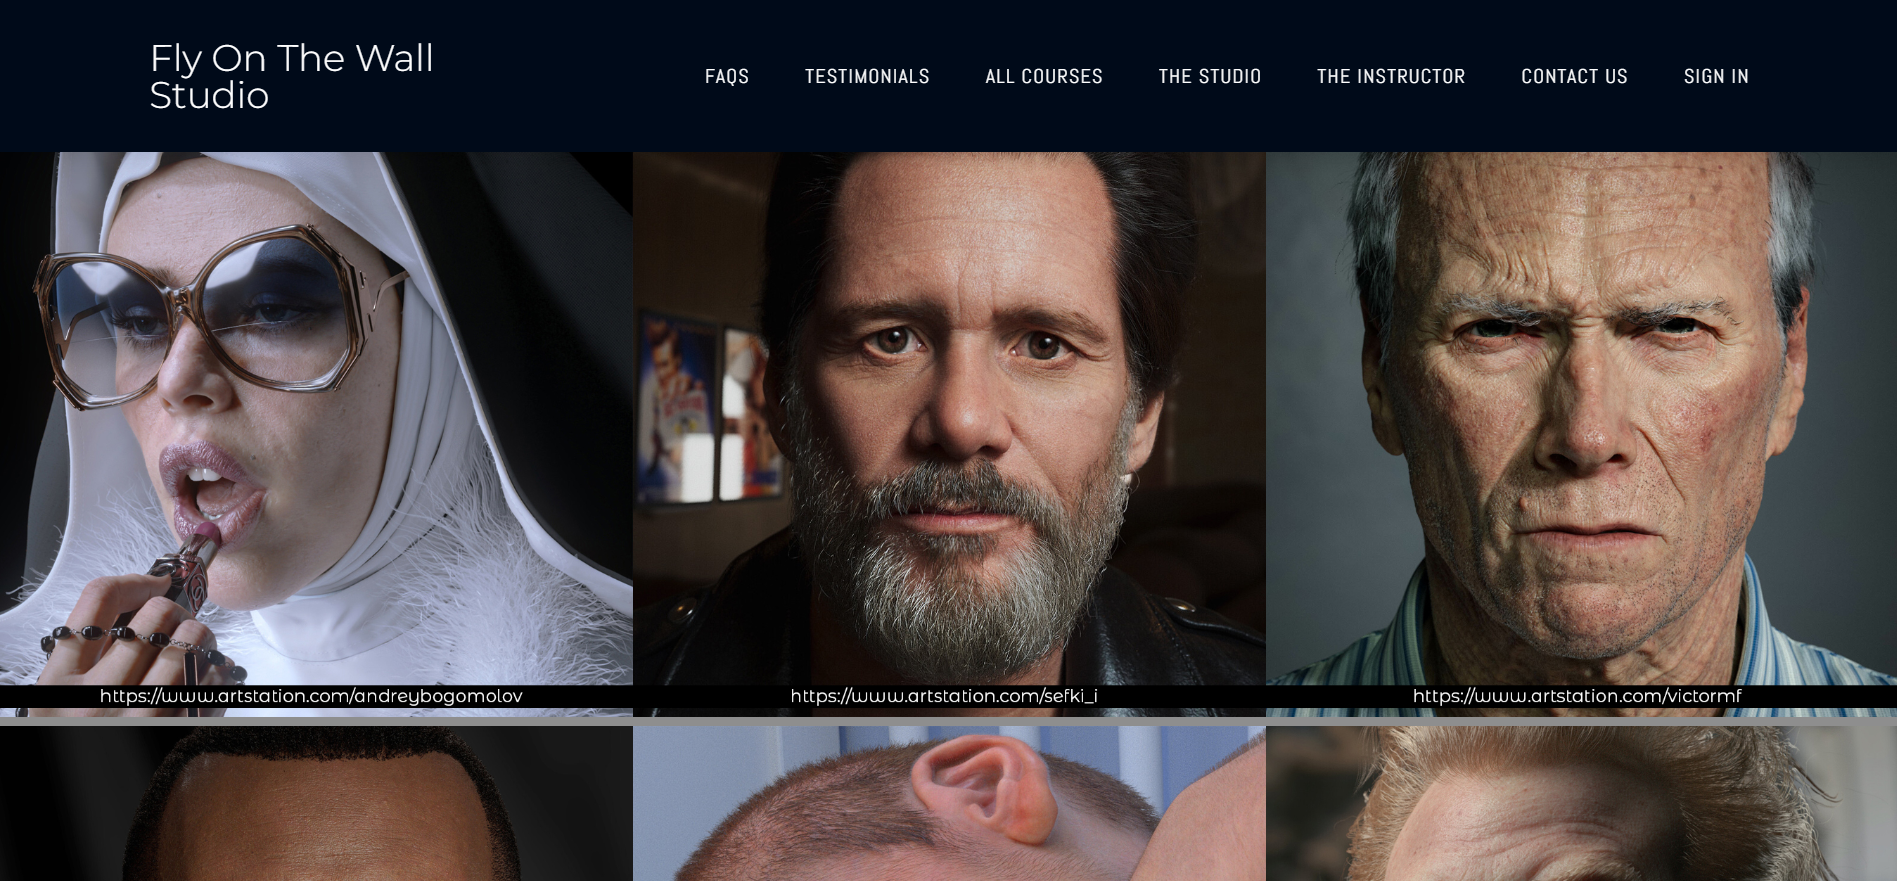 Fly On The Wall
Studio
FAQS
TESTIMONIALS
ALL COURSES
THE STUDIO
THE INSTRUCTOR
CONTACT US
SIGN IN
https://www.artstation.com/andreybogomolov
https://www.artstation.com/sefki_i
https://www.artstation.com/victormf